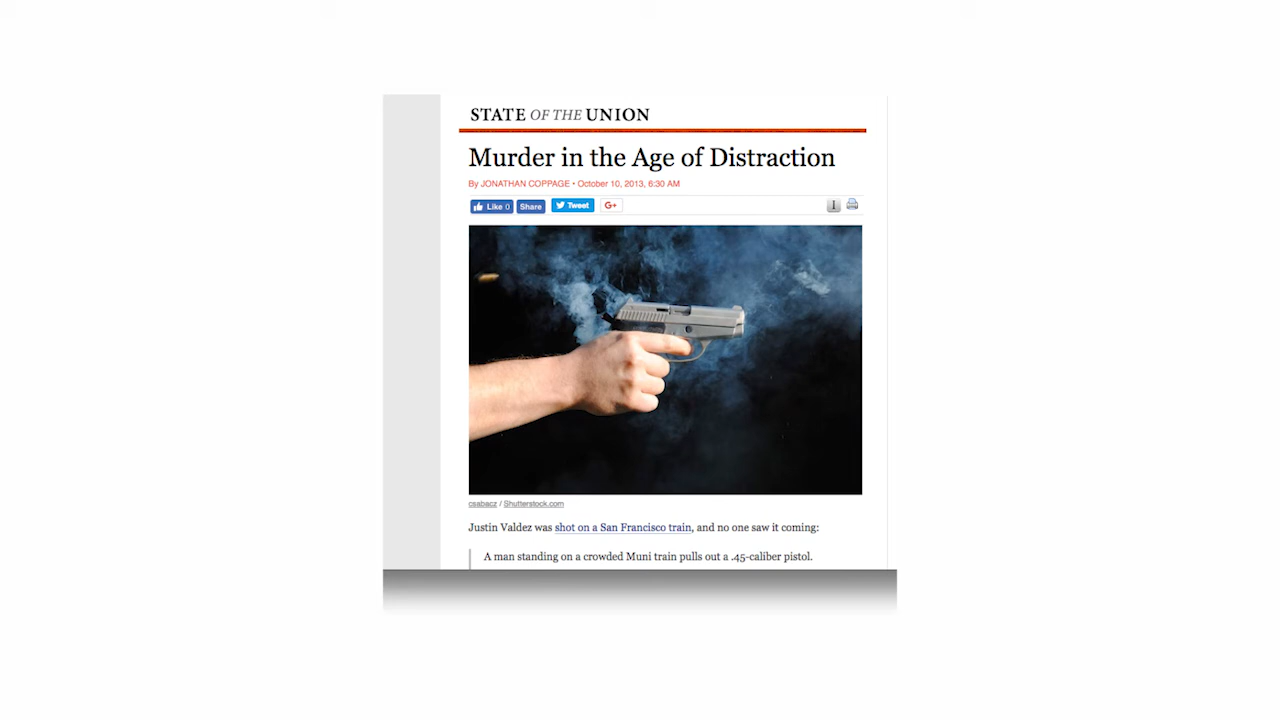 STATE OF THE UNION
Murder in the Age of Distraction
By JONATHAN COPPAGE • October 10, 2013, 6:30 AM
Like 0 Share Tweet G+
csabacz / Shutterstock.com
Justin Valdez was shot on a San Francisco train, and no one saw it coming:
A man standing on a crowded Muni train pulls out a .45-caliber pistol.